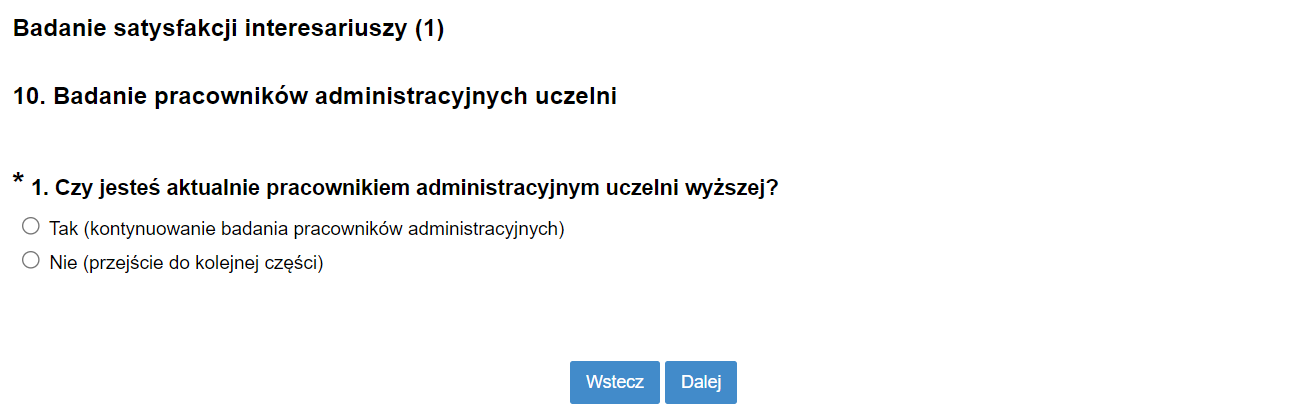 Badanie satysfakcji interesariuszy (1)
10. Badanie pracowników administracyjnych uczelni
* 1. Czy jesteś aktualnie pracownikiem administracyjnym uczelni wyższej?
Tak (kontynuowanie badania pracowników administracyjnych)
Nie (przejście do kolejnej części)
Wstecz Dalej